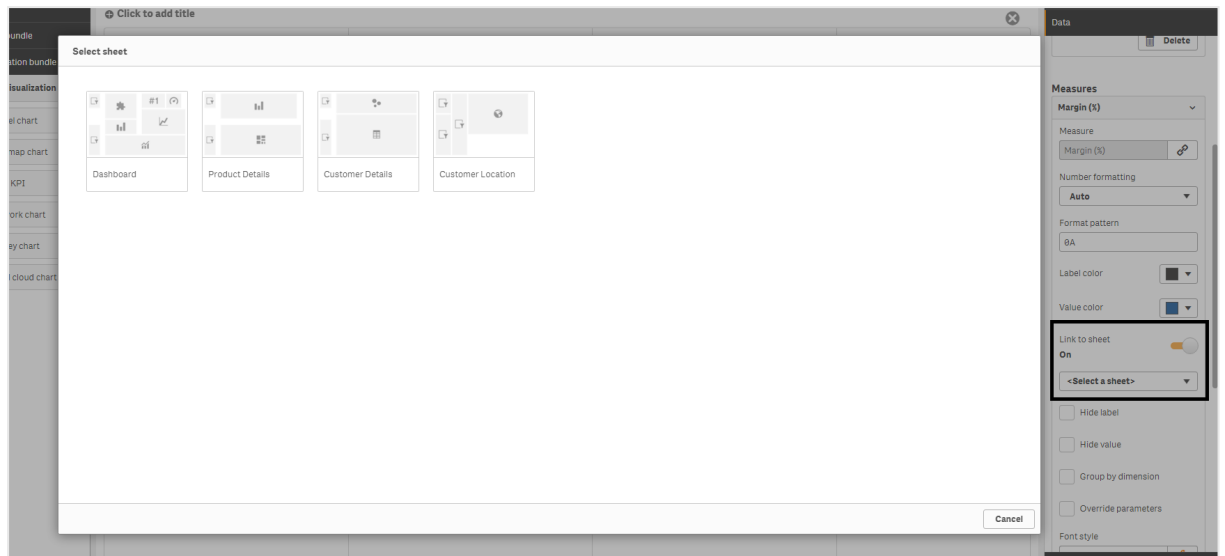 Click to add title
Data
undle
Select sheet
Delete
ation bundle
isualization
Measures
#1
Margin (%)
el chart
Measure
map chart
Margin (%)
Dashboard
Product Details
Customer Details
Customer Location
KPI
Number formatting
Auto
ork chart
Format pattern
0A
ey chart
Label color
l cloud chart
Value color
Link to sheet
On
<Select a sheet>
Hide label
Hide value
Group by dimension
Override parameters
Cancel
Font style